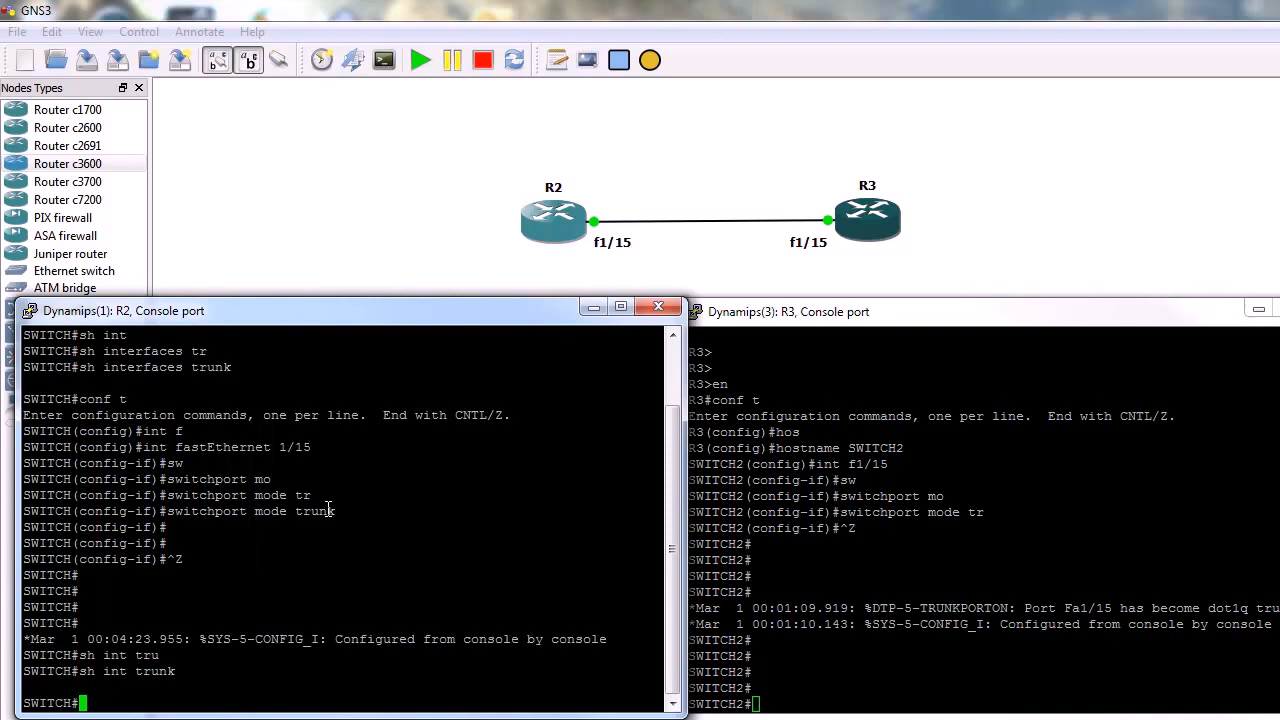 GNS3
File Edit View Control Annotate Help
Nodes Types
Router c1700
Router c2600
Router c2691
Router c3600
Router c3700
Router c7200
PIX firewall
ASA firewall
Juniper router
Ethernet switch
ATM bridge
R2
R3
f1/15
f1/15
Dynamips(1): R2, Console port
SWITCH#sh int
SWITCH#sh interfaces tr
SWITCH#sh interfaces trunk
SWITCH#conf t
Enter configuration commands, one per line.  End with CNTL/Z.
SWITCH(config)#int f
SWITCH(config)#int fastEthernet 1/15
SWITCH(config-if)#sw
SWITCH(config-if)#switchport mo
SWITCH(config-if)#switchport mode tr
SWITCH(config-if)#switchport mode trunk
SWITCH(config-if)#
SWITCH(config-if)#
SWITCH(config-if)#^Z
SWITCH#
SWITCH#
SWITCH#
SWITCH#
*Mar  1 00:04:23.955: %SYS-5-CONFIG_I: Configured from console by console
SWITCH#sh int tru
SWITCH#sh int trunk
SWITCH#
Dynamips(3): R3, Console port
R3>
R3>
R3>en
R3#conf t
Enter configuration commands, one per line.  End with CNTL/Z.
R3(config)#hos
R3(config)#hostname SWITCH2
SWITCH2(config)#int f1/15
SWITCH2(config-if)#sw
SWITCH2(config-if)#switchport mo
SWITCH2(config-if)#switchport mode tr
SWITCH2(config-if)#^Z
SWITCH2#
SWITCH2#
SWITCH2#
SWITCH2#
*Mar  1 00:01:09.919: %DTP-5-TRUNKPORTON: Port Fa1/15 has become dot1q tru
*Mar  1 00:01:10.143: %SYS-5-CONFIG_I: Configured from console by console
SWITCH2#
SWITCH2#
SWITCH2#
SWITCH2#
SWITCH2#